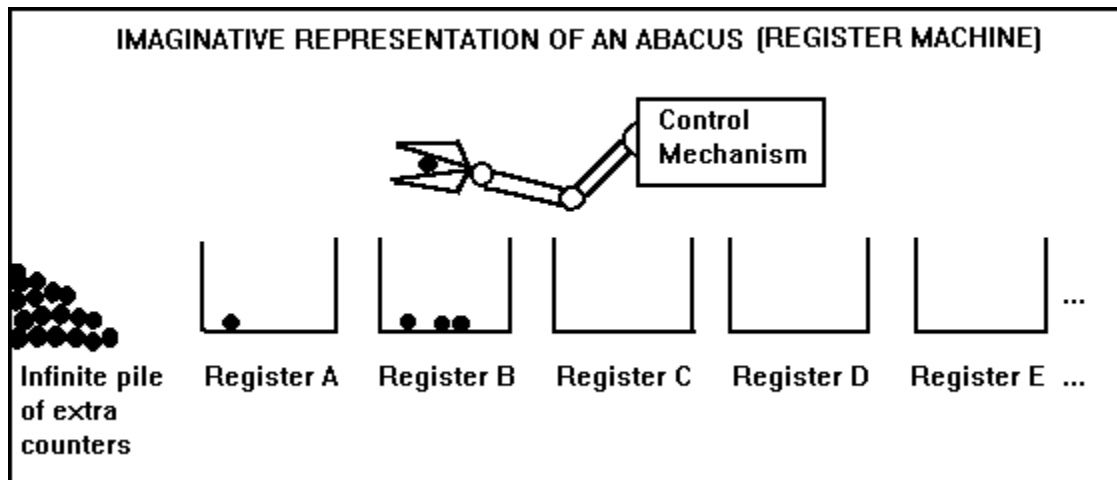 IMAGINATIVE REPRESENTATION OF AN ABACUS (REGISTER MACHINE)
Control
Mechanism
...
Infinite pile
of extra
counters
Register A
Register B
Register C
Register D
Register E ...